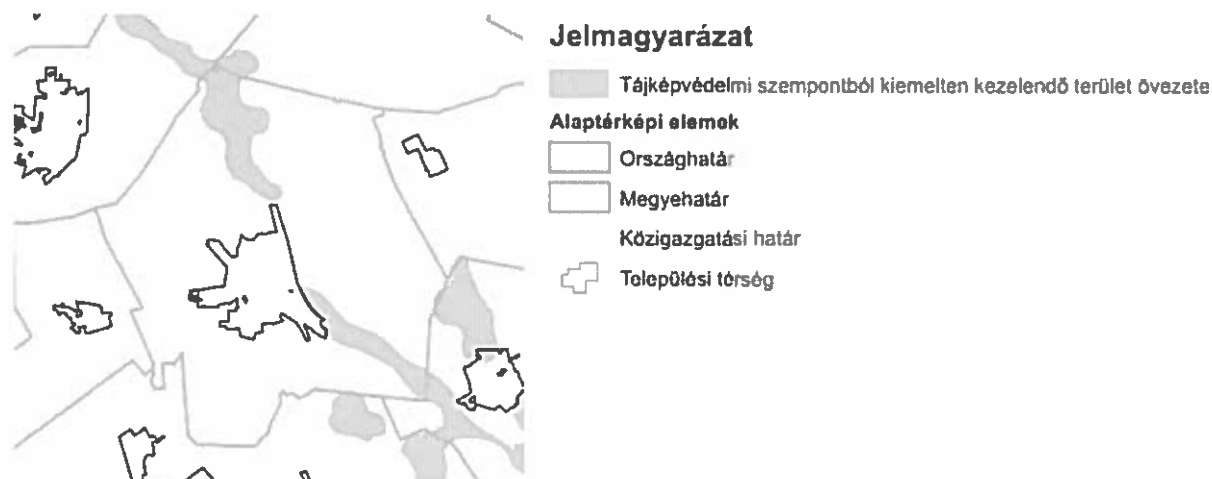 Jelmagyarázat
Tájképvédelmi szempontból kiemelten kezelendő terület övezete
Alaptérképi elemek
Országhatár
Megyehatár
Közigazgatási határ
Települési térség